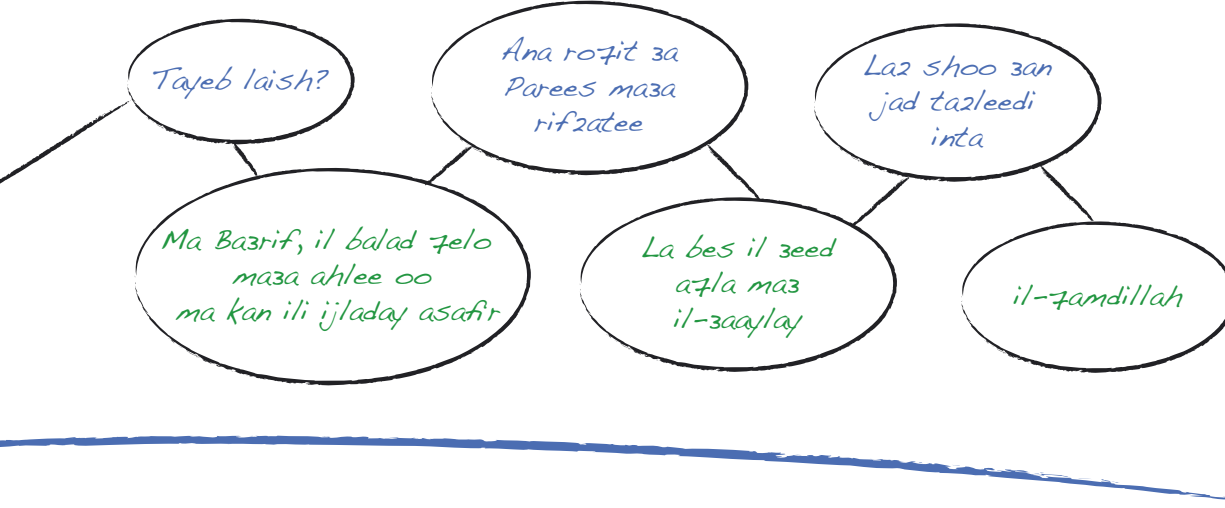 Tayeb laish?
Ma Ba3rif, il balad 7elo
ma3a ahlee oo
ma kan ili ijladay asafir
Ana ro7it 3a
Parees ma3a
rif2atee
La bes il 3eed
a7la ma3
il-3aaylay
La2 shoo 3an
jad ta2leedi
inta
il-7amdillah